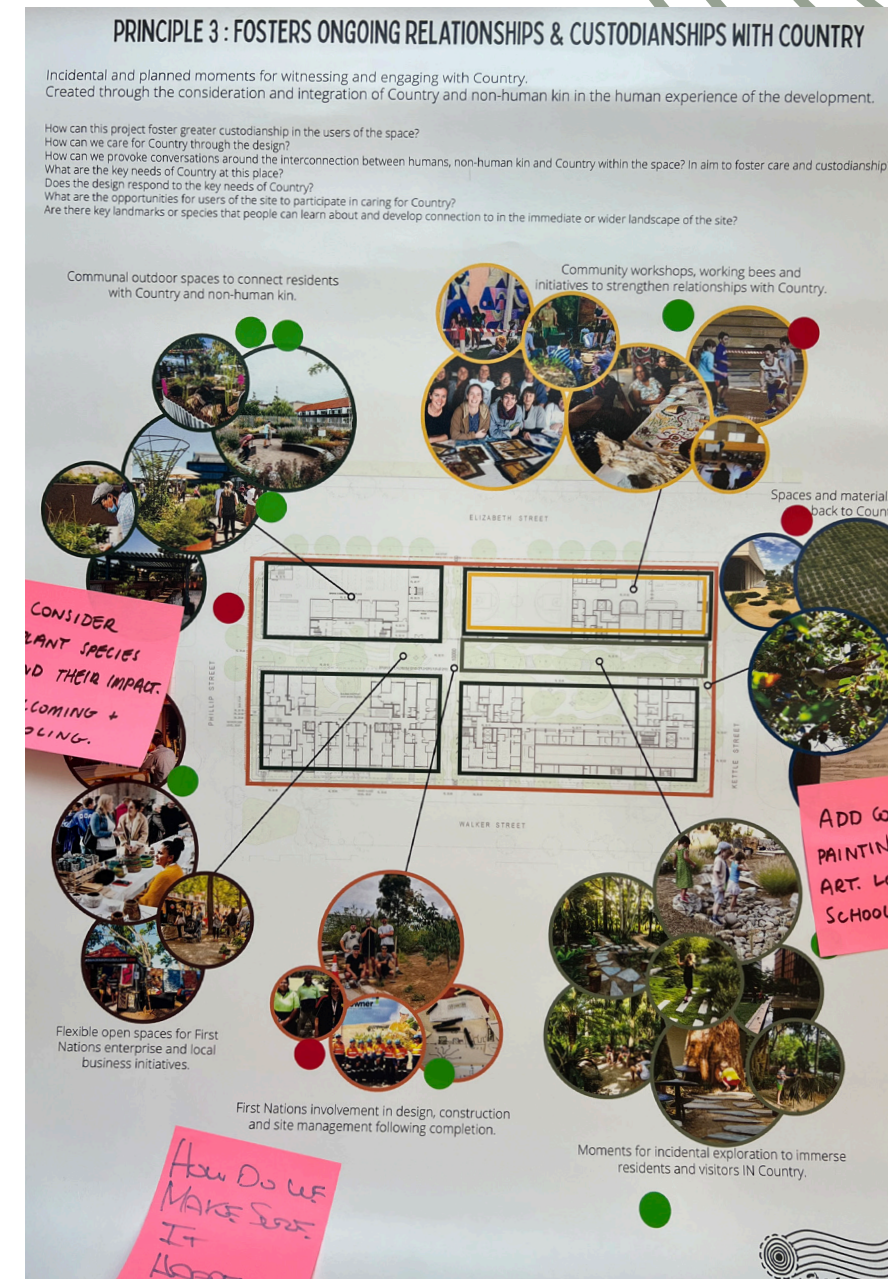 PRINCIPLE 3 : FOSTERS ONGOING RELATIONSHIPS & CUSTODIANSHIPS WITH COUNTRY
Incidental and planned moments for witnessing and engaging with Country.
Created through the consideration and integration of Country and non-human kin in the human experience of the development.
How can this project foster greater custodianship in the users of the space?
How can we care for Country through the design?
How can we provoke conversations around the interconnection between humans, non-human kin and Country within the space? In aim to foster care and custodianship
What are the key needs of Country at this place?
Does the design respond to the key needs of Country?
What are the opportunities for users of the site to participate in caring for Country?
Are there key landmarks or species that people can learn about and develop connection to in the immediate or wider landscape of the site?
Communal outdoor spaces to connect residents
with Country and non-human kin.
Community workshops, working bees and
initiatives to strengthen relationships with Country.
Spaces and material
back to Coun
ELIZABETH STREET
PHILLIP STREET
KETTLE STREET
WALKER STREET
CONSIDER
SPECIES
THEIR IMPACT.
+
ADD
ART.
SCHOOL
Flexible open spaces for First
Nations enterprise and local
business initiatives.
First Nations involvement in design, construction
and site management following completion.
Moments for incidental exploration to immerse
residents and visitors IN Country.
HOW DO WE
MAKE SURE
IT